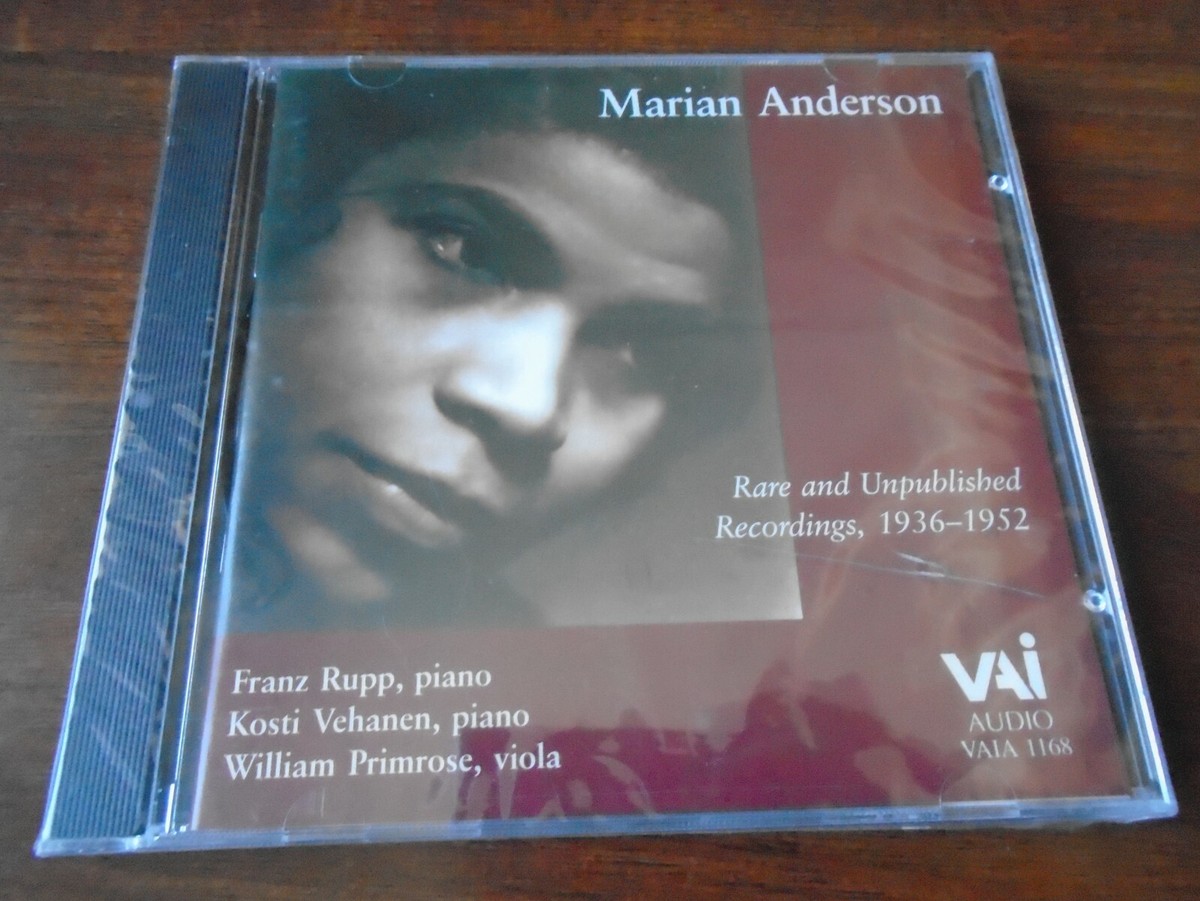 Marian Anderson
Rare and Unpublished
Recordings, 1936–1952
Franz Rupp, piano
Kosti Vehanen, piano
William Primrose, viola
VAi
AUDIO
VAIA 1168